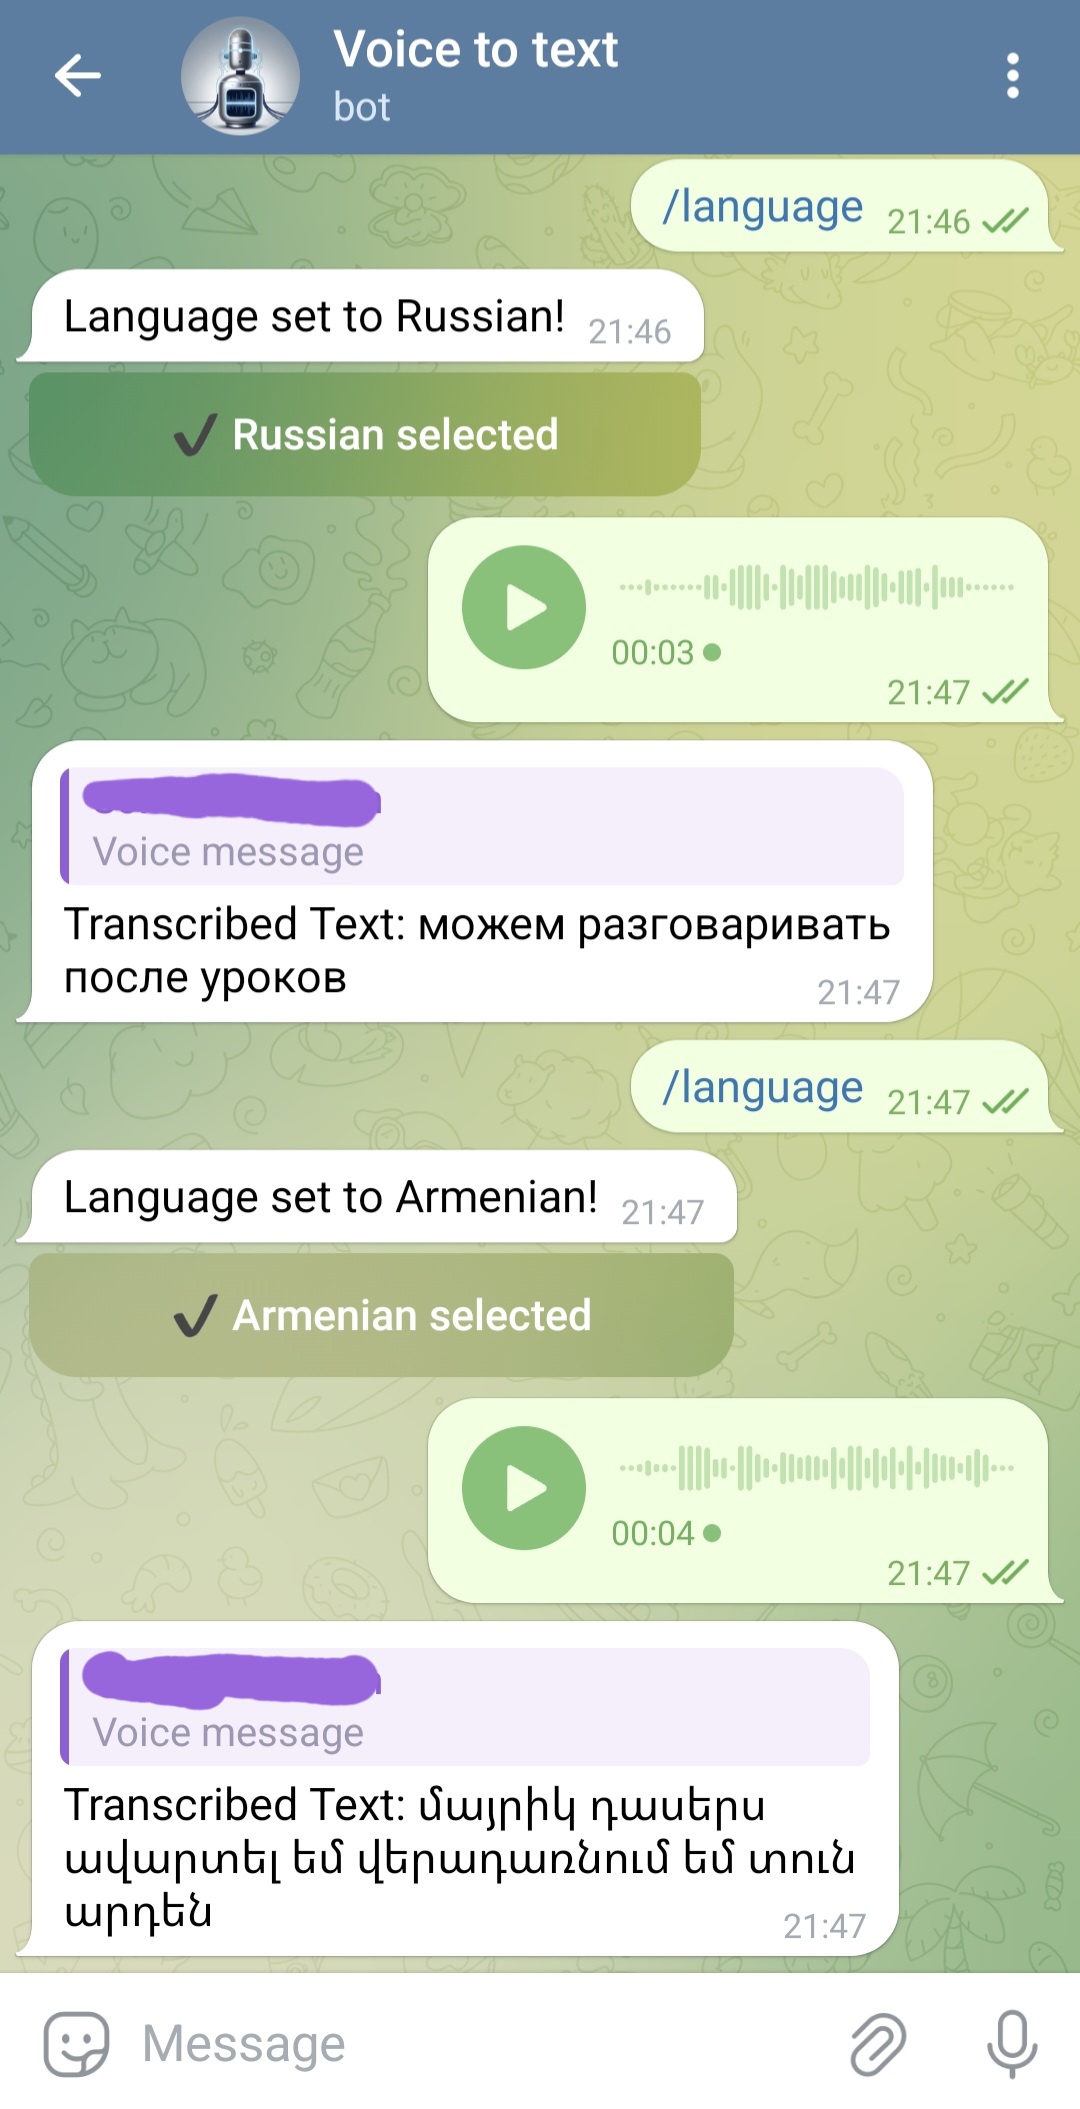 Voice to text
bot
/language 21:46
Language set to Russian! 21:46
✔ Russian selected
00:03
21:47
Voice message
Transcribed Text: можем разговаривать
после уроков 21:47
/language 21:47
Language set to Armenian! 21:47
✔ Armenian selected
00:04
21:47
Voice message
Transcribed Text: մայրիկ դասերս
ավարտել եմ վերադառնում եմ տուն
արդեն 21:47
Message